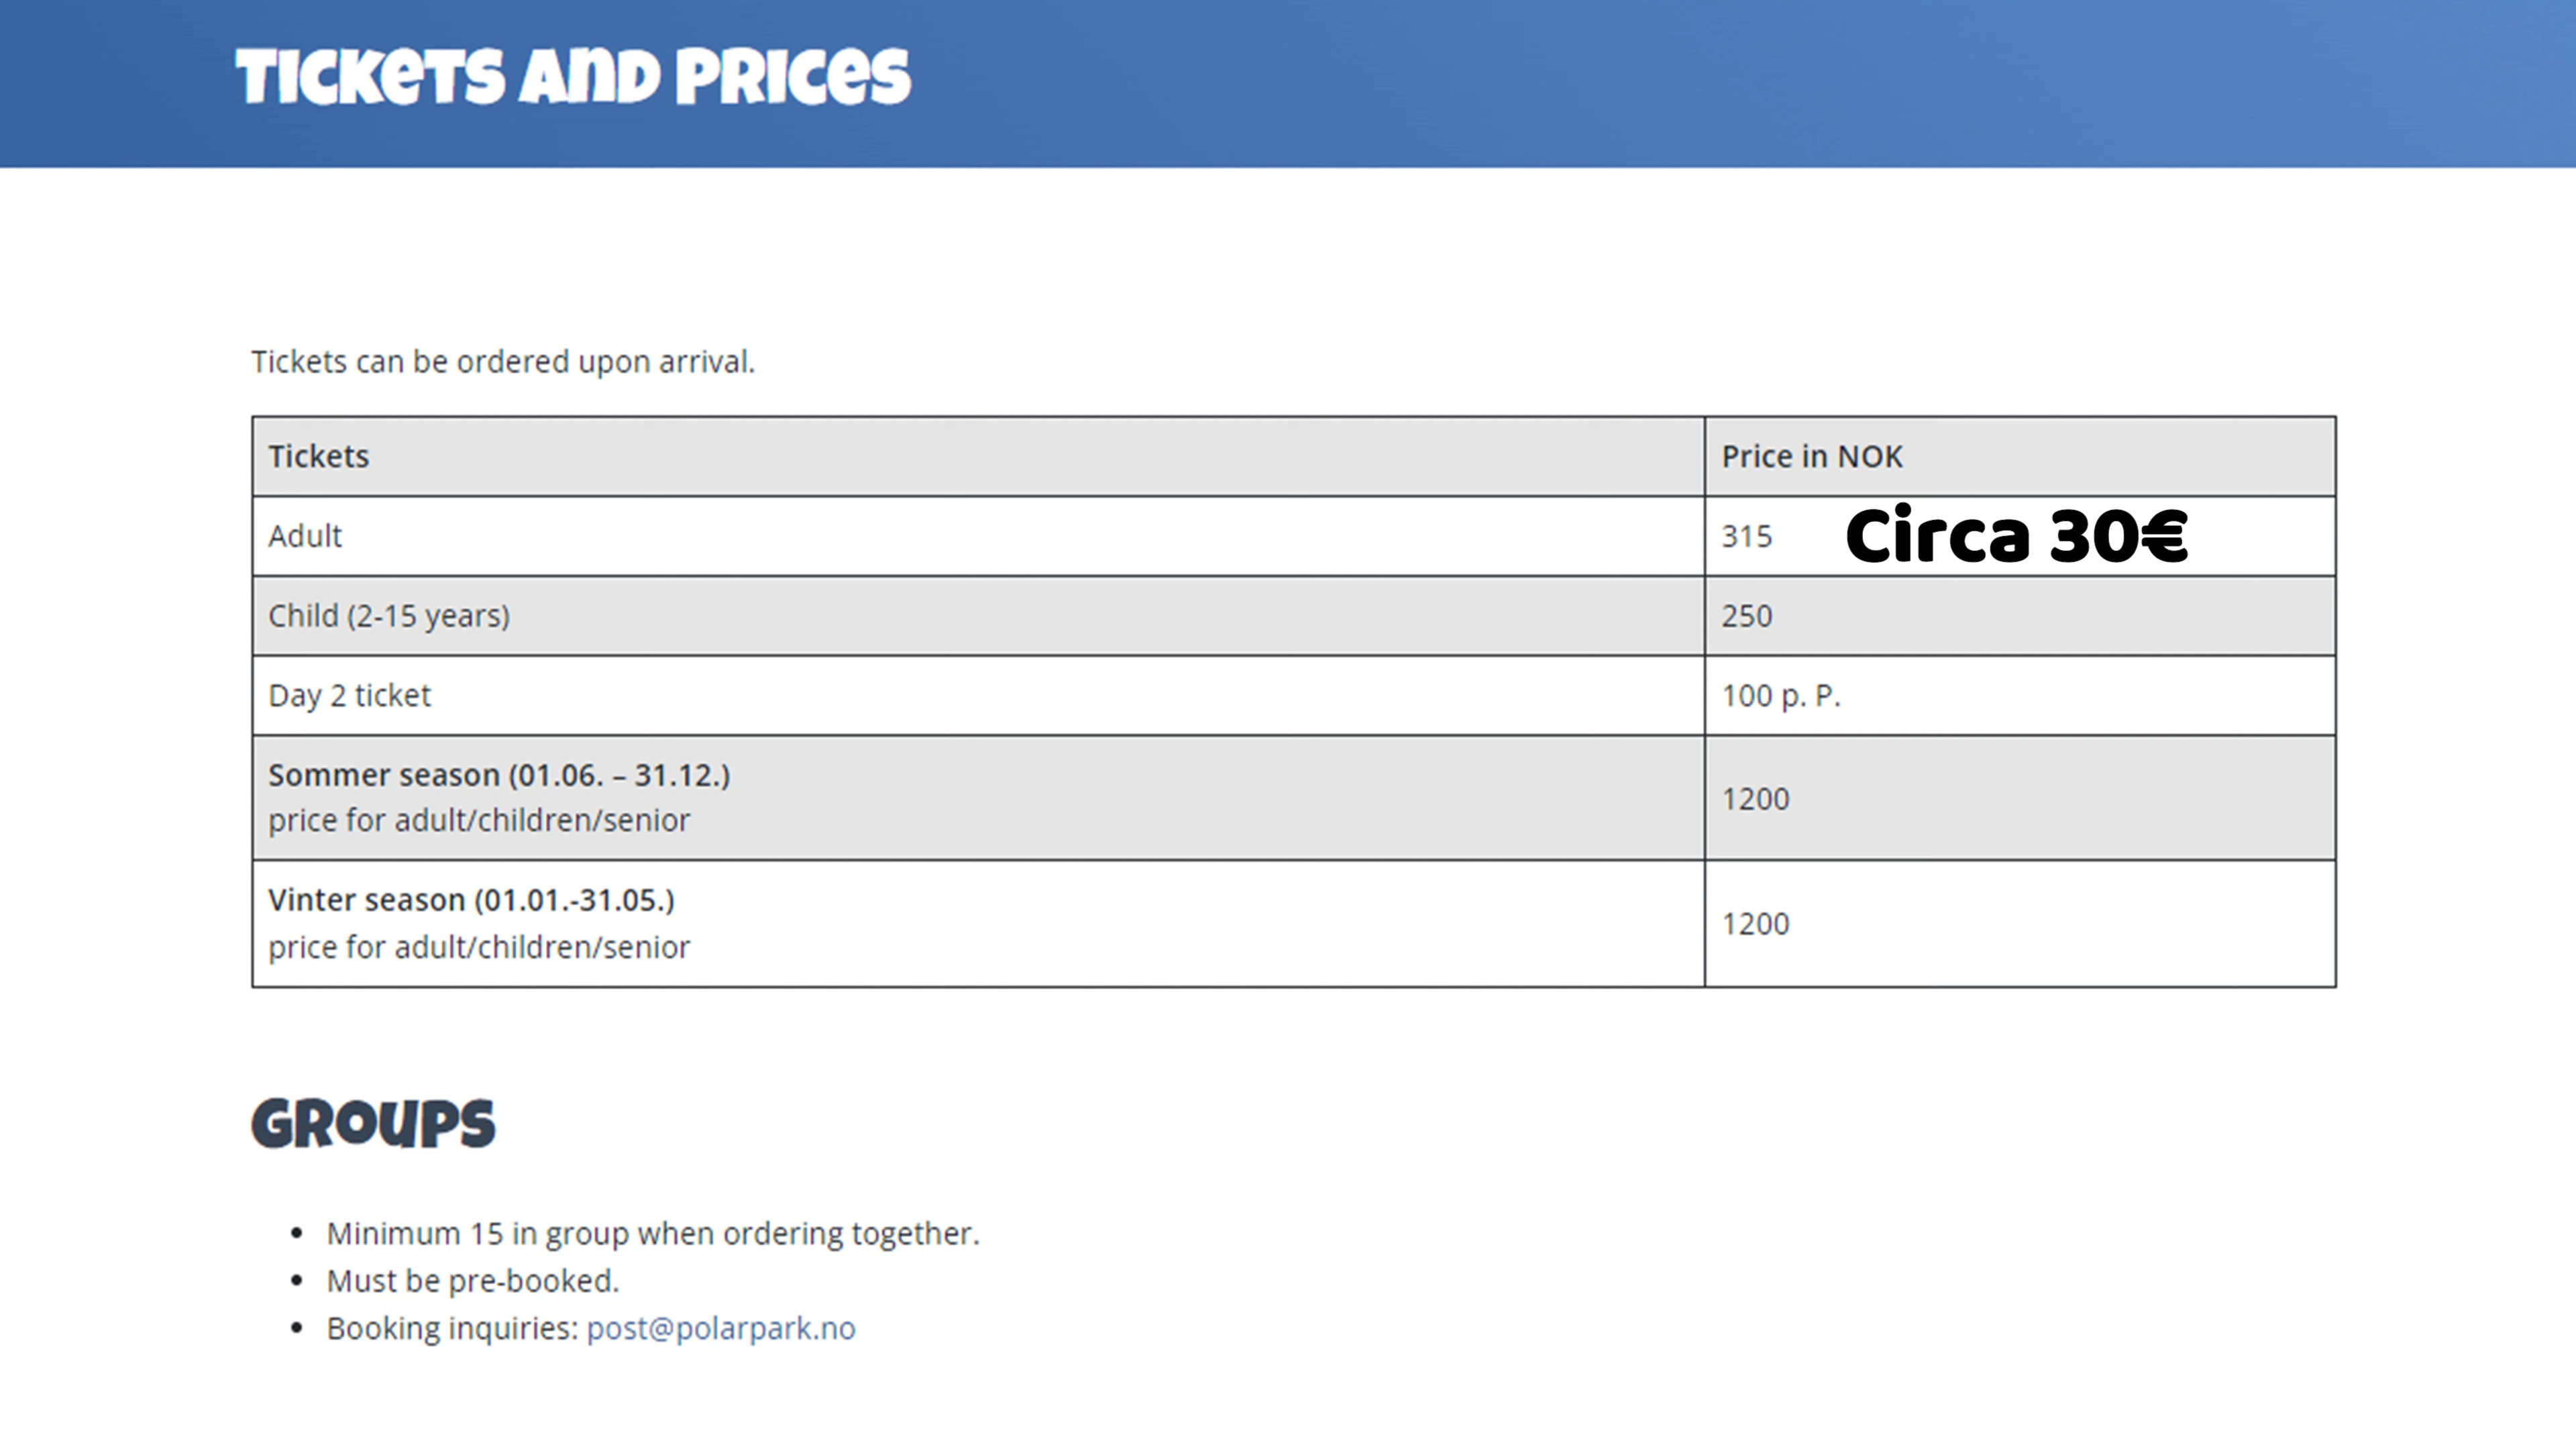 Tickets and Prices
Tickets can be ordered upon arrival.
Tickets Price in NOK
Adult 315 Circa 30€
Child (2-15 years) 250
Day 2 ticket 100 p. P.
Sommer season (01.06. – 31.12.)
price for adult/children/senior 1200
Vinter season (01.01.-31.05.)
price for adult/children/senior 1200
Groups
• Minimum 15 in group when ordering together.
• Must be pre-booked.
• Booking inquiries: post@polarpark.no